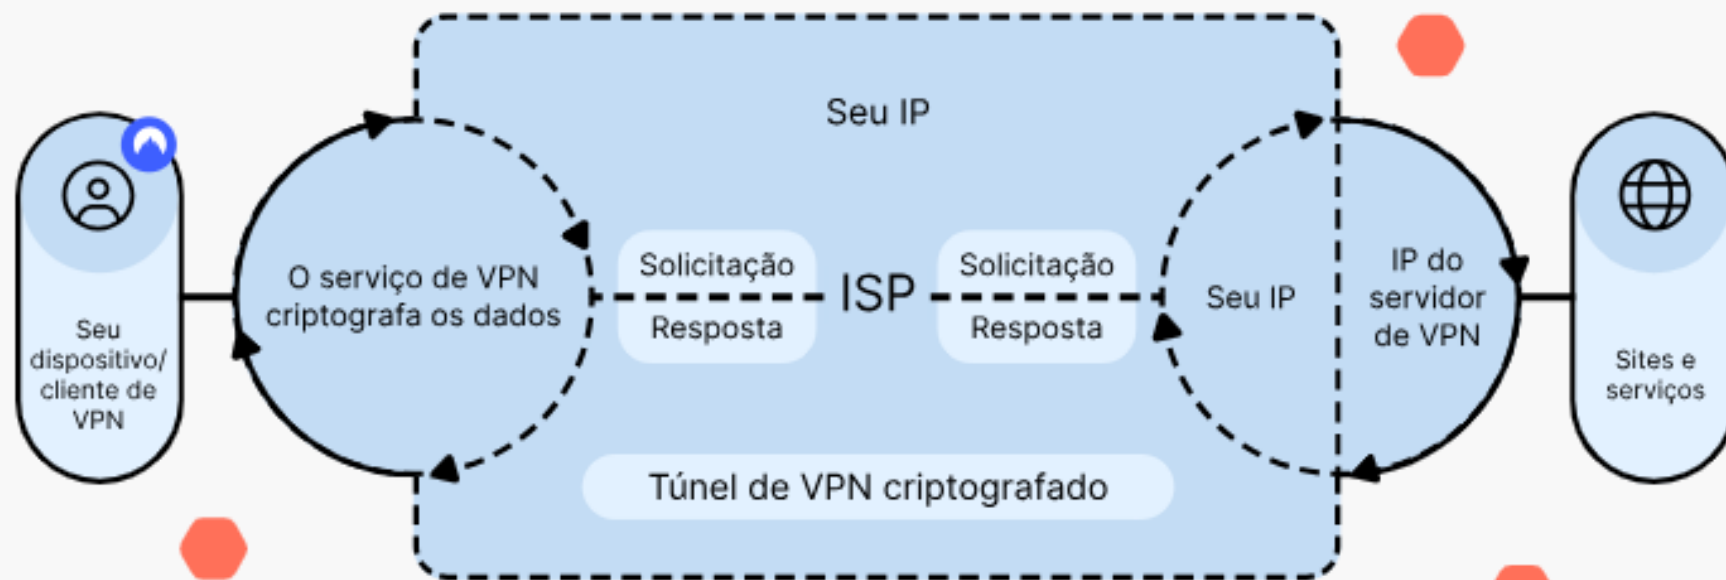 Seu IP
Seu
dispositivo/
cliente de
VPN
O serviço de VPN
criptografa os dados
Solicitação
Resposta
ISP
Solicitação
Resposta
Seu IP
IP do
servidor
de VPN
Sites e
serviços
Túnel de VPN criptografado